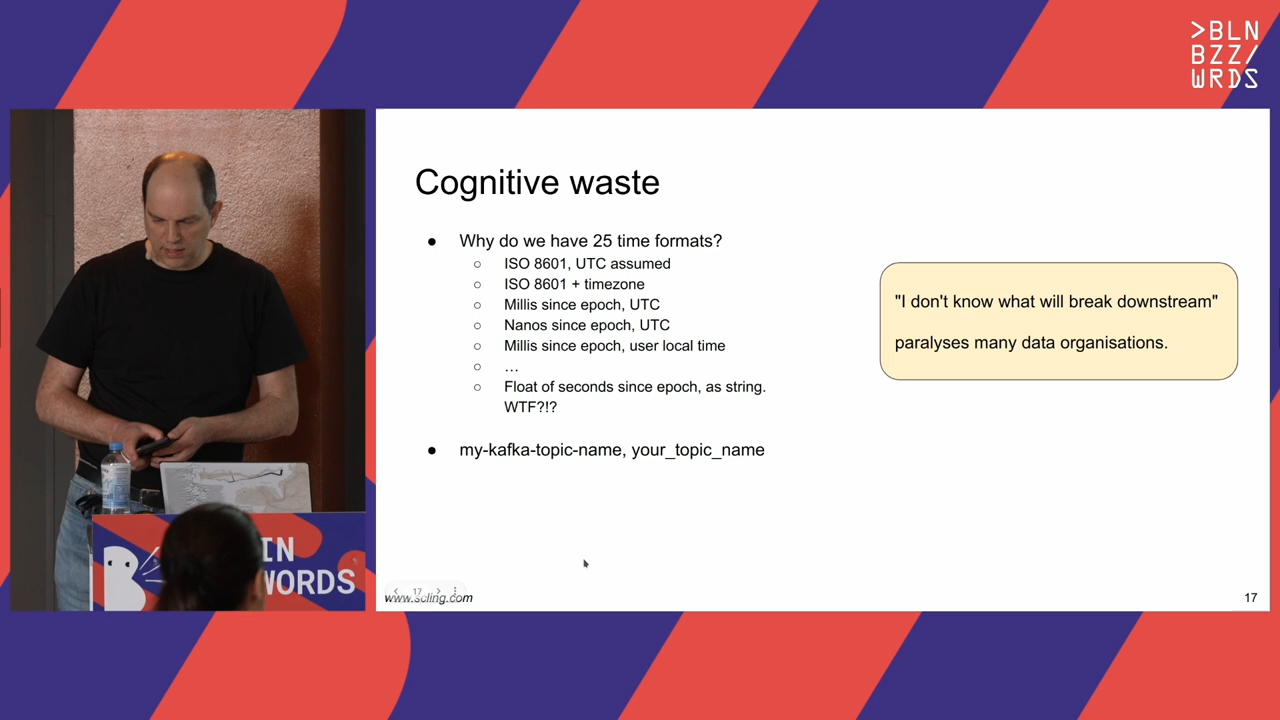 >BLN
BZZ/
WRDS
Cognitive waste
● Why do we have 25 time formats?
○ ISO 8601, UTC assumed
○ ISO 8601 + timezone
○ Millis since epoch, UTC
○ Nanos since epoch, UTC
○ Millis since epoch, user local time
○ …
○ Float of seconds since epoch, as string.
WTF?!?
● my-kafka-topic-name, your_topic_name
"I don't know what will break downstream"
paralyses many data organisations.
17
www.scling.com
17
IN
WORDS